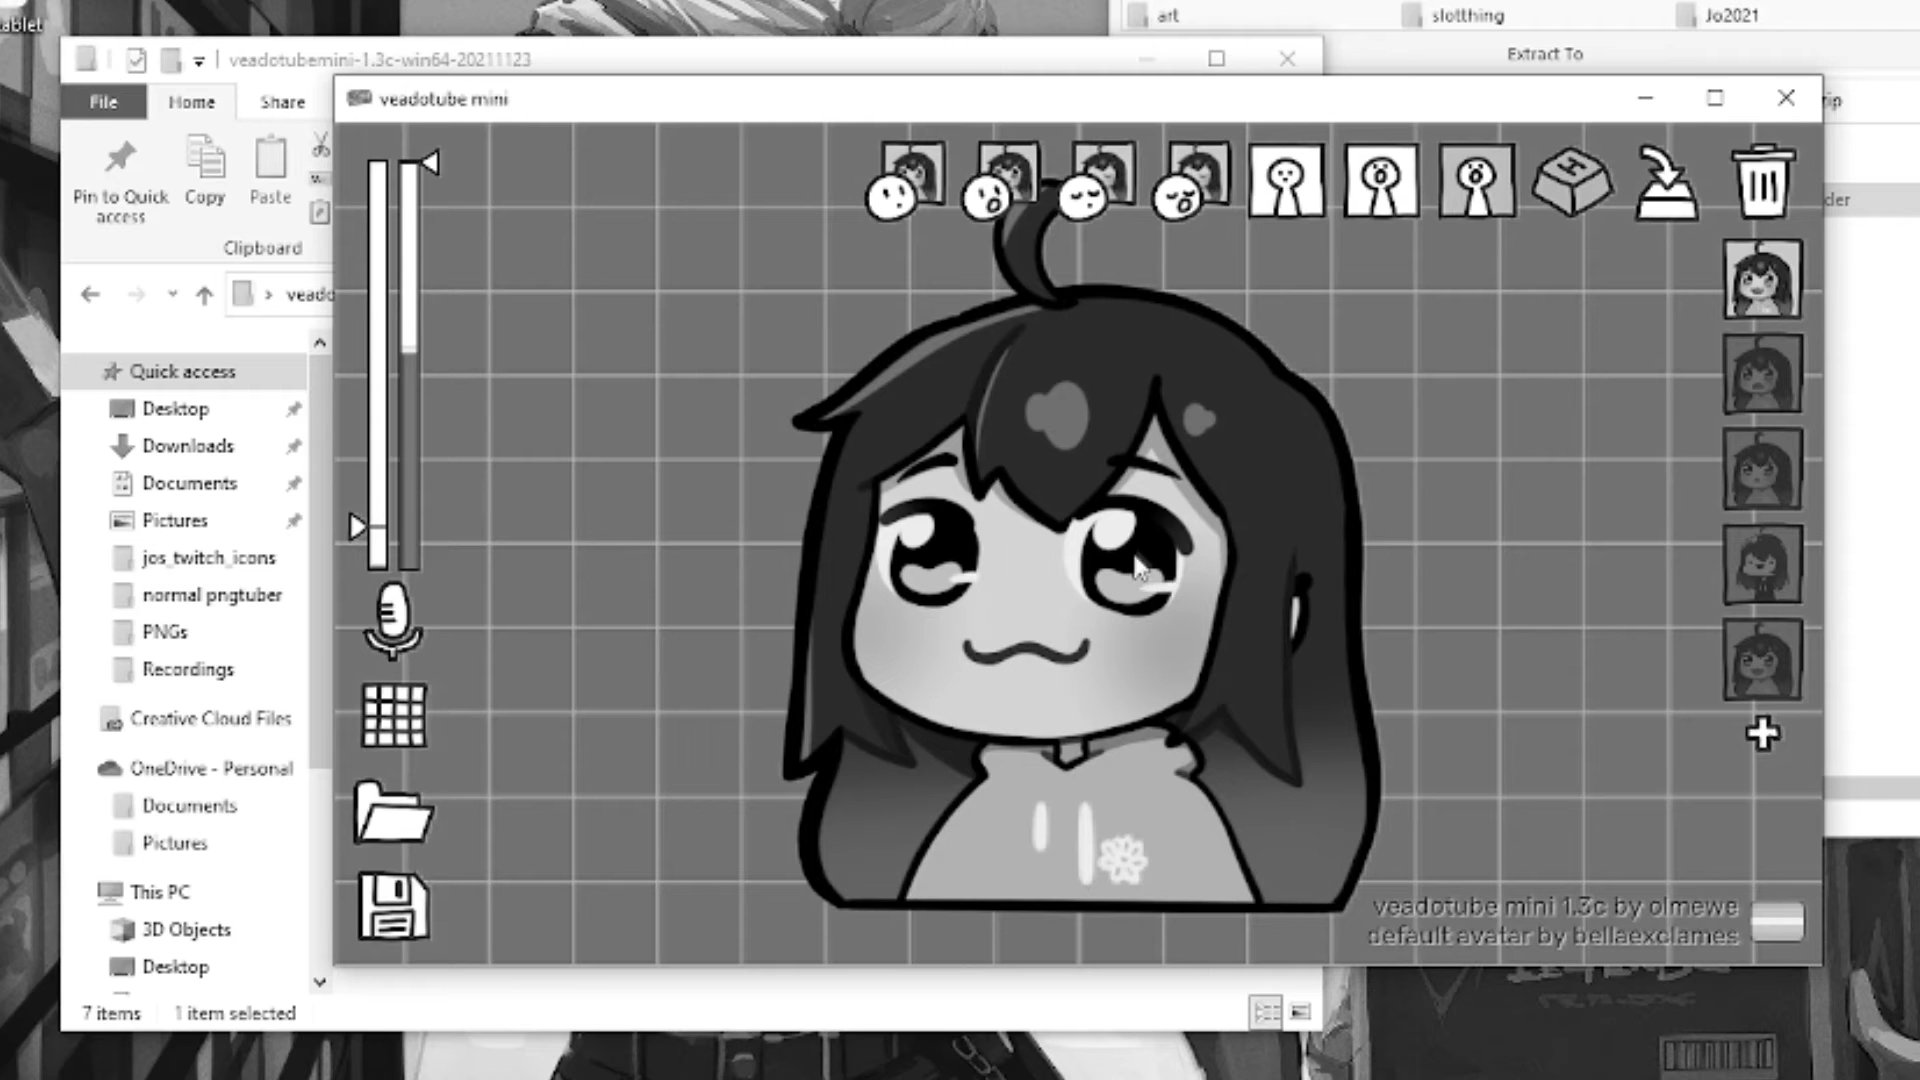 ablet
art
slotthing
Jo2021
Extract To
veadotubemini-1.3c-win64-20211123
File
Home
Share
veadotube mini
Pin to Quick
access
Copy
Paste
Clipboard
veado
Quick access
Desktop
Downloads
Documents
Pictures
jos_twitch_icons
normal pngtuber
PNGs
Recordings
Creative Cloud Files
OneDrive - Personal
Documents
Pictures
This PC
3D Objects
Desktop
7 items
1 item selected
H
zip
der
veadotube mini 1.3c by olmewe
default avatar by bellaexclames